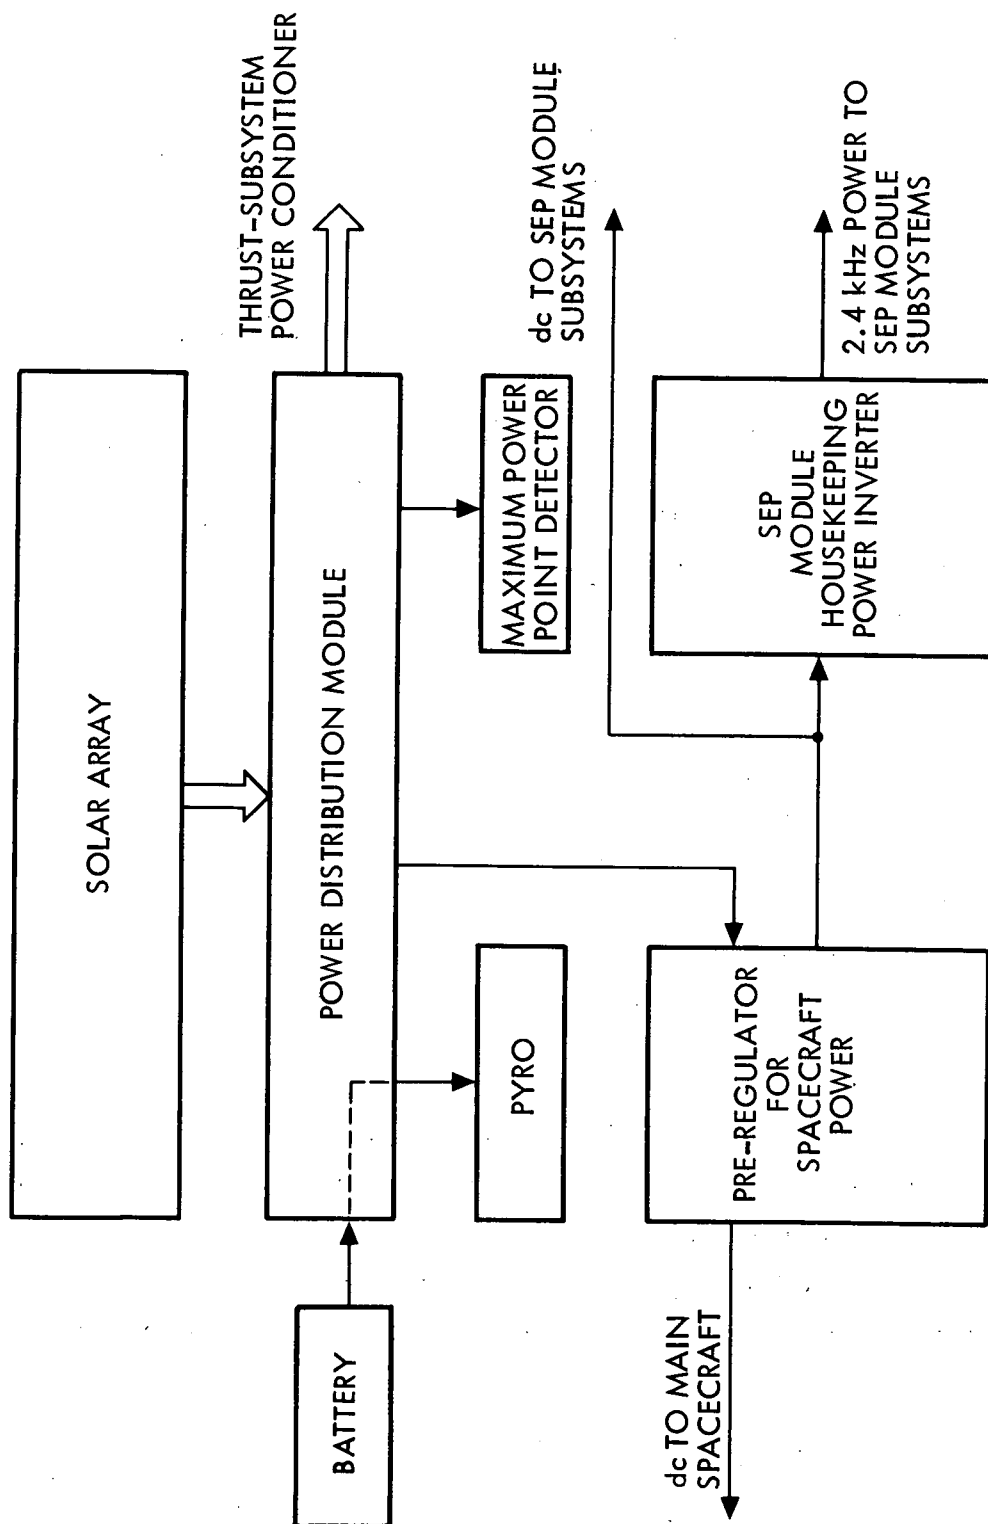 SOLAR ARRAY
BATTERY
POWER DISTRIBUTION MODULE
THRUST-SUBSYSTEM
POWER CONDITIONER
PYRO
MAXIMUM POWER
POINT DETECTOR
dc TO SEP MODULE
SUBSYSTEMS
dc TO MAIN
SPACECRAFT
PRE-REGULATOR
FOR
SPACECRAFT
POWER
SEP
MODULE
HOUSEKEEPING
POWER INVERTER
2.4 kHz POWER TO
SEP MODULE
SUBSYSTEMS